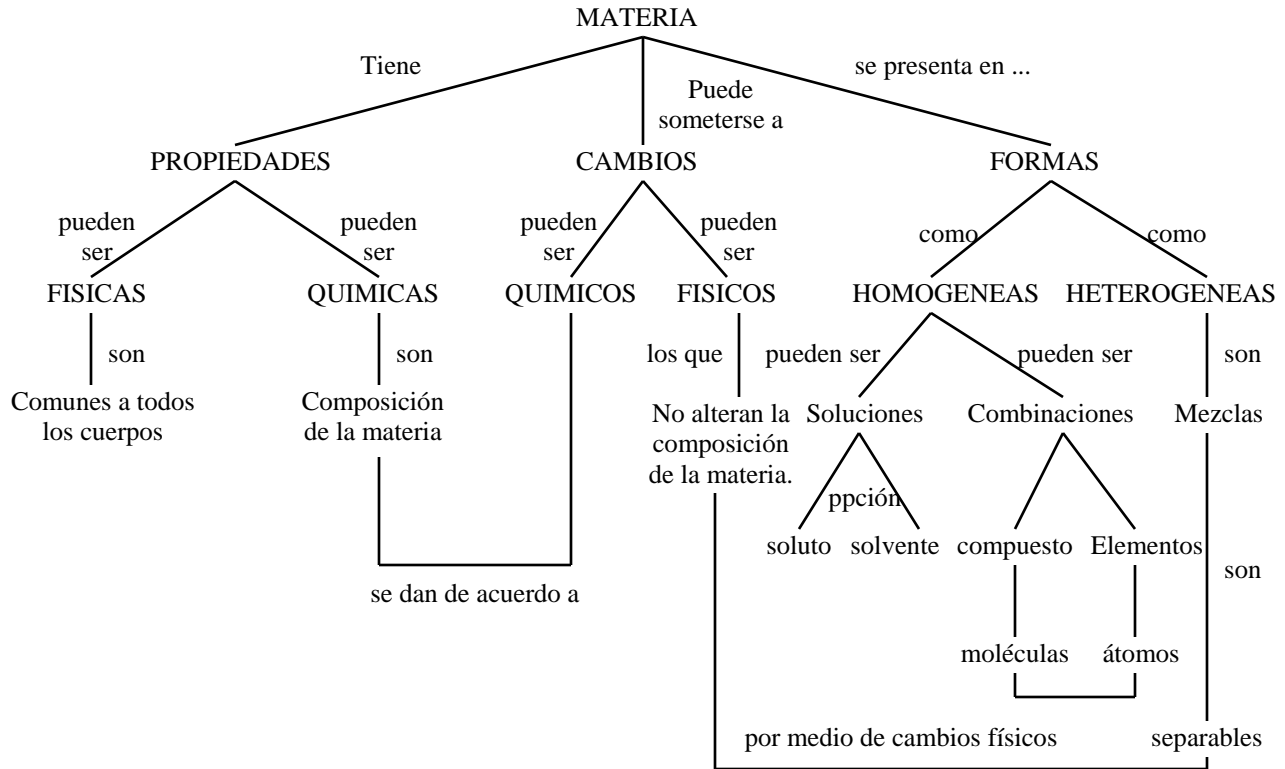 MATERIA
Tiene
se presenta en ...
Puede
someterse a
PROPIEDADES
CAMBIOS
FORMAS
pueden
ser
pueden
ser
pueden
ser
pueden
ser
como
como
FISICAS
QUIMICAS
QUIMICOS
FISICOS
HOMOGENEAS
HETEROGENEAS
son
son
los que
pueden ser
pueden ser
son
Comunes a todos
los cuerpos
Composición
de la materia
No alteran la
composición
de la materia.
Soluciones
Combinaciones
Mezclas
ppción
soluto
solvente
compuesto
Elementos
son
se dan de acuerdo a
moléculas
átomos
por medio de cambios físicos
separables